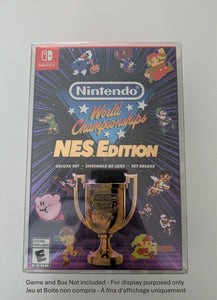 NINTENDO
SWITCH
Nintendo
World Championships
NES EDITION
DELUXE SET • ENSEMBLE DE LUXE • SET DELUXE
EVERYONE
E
Game and Box Not included - For display purposed only
Jeu et Boite non compris - À fins d'affichage uniquement